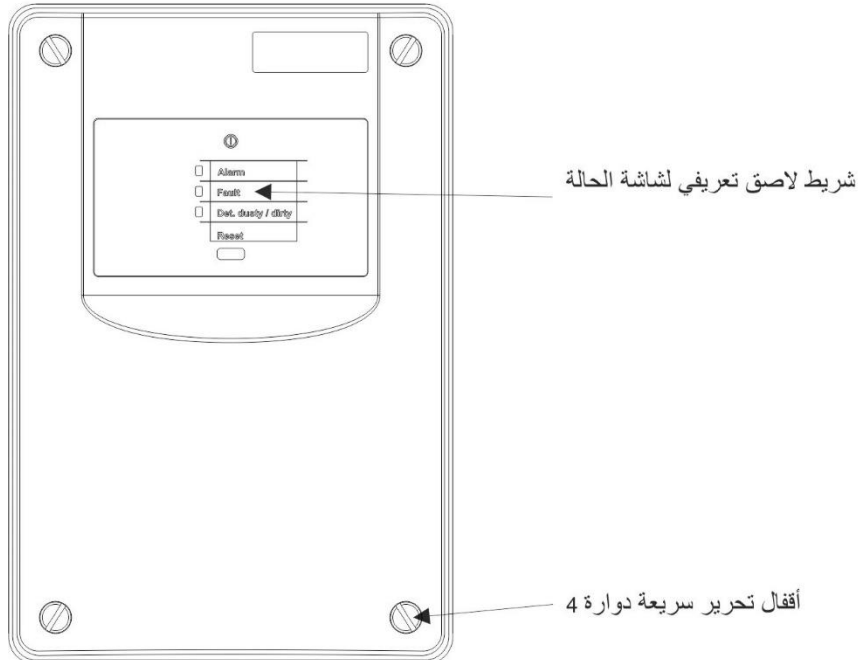 Alarm
Fault
شريط لاصق تعريفي لشاشة الحالة
Det. dusty / dirty
Reset
أقفال تحرير سريعة دوارة 4